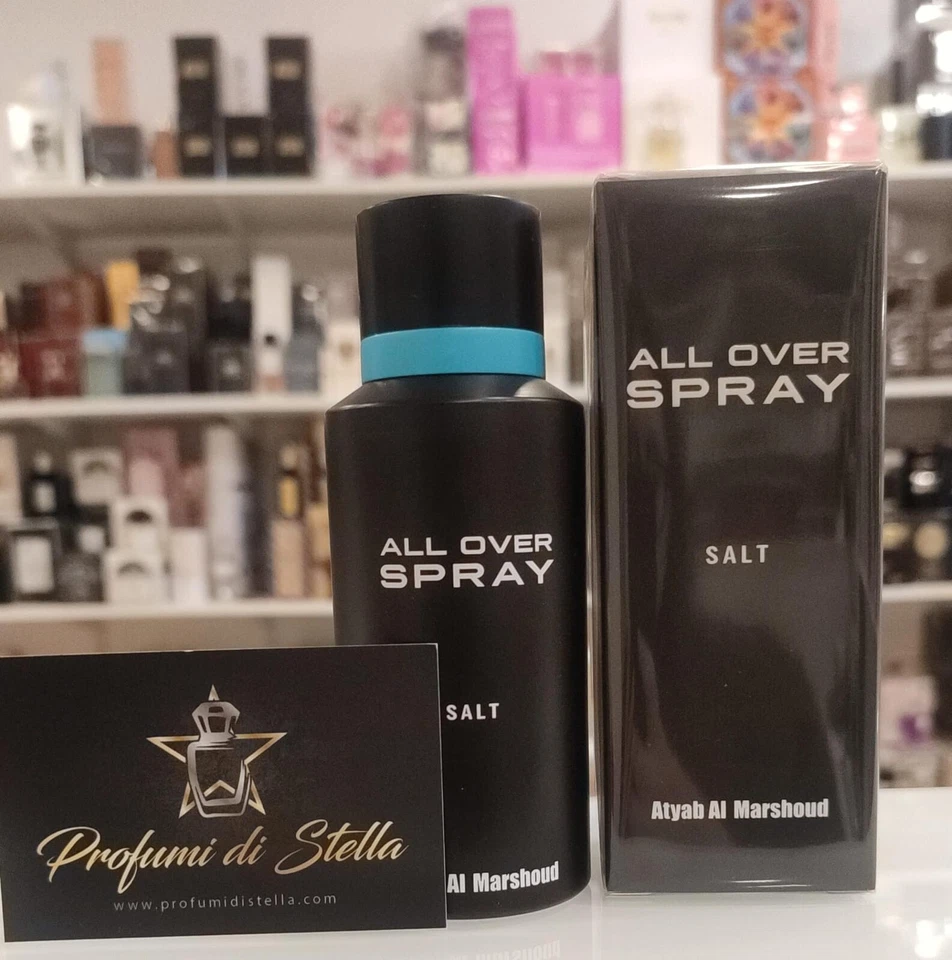 ALL OVER
SPRAY
SALT
Al Marshoud
ALL OVER
SPRAY
SALT
Atyab Al Marshoud
Profumi di Stella
www.profumidistella.com